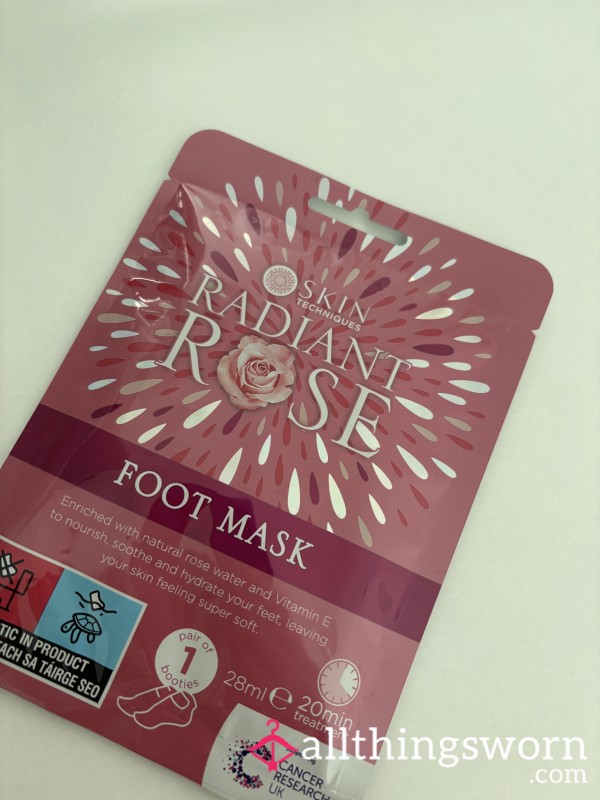 SKIN
TECHNIQUES
RADIANT
ROSE
FOOT MASK
Enriched with natural rose water and Vitamin E
to nourish, soothe and hydrate your feet, leaving
your skin feeling super soft.
TIC IN PRODUCT
ACH SA TÁIRGE SEO
pair of
1
booties
28ml ℮
20min
treatment
CANCER
RESEARCH
UK
allthingsworn
.com